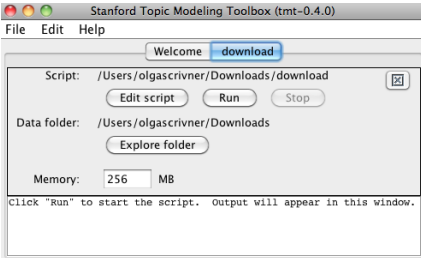 Stanford Topic Modeling Toolbox (tmt-0.4.0)
File Edit Help
Welcome download
Script: /Users/olgascrivner/Downloads/download
Edit script Run Stop
Data folder: /Users/olgascrivner/Downloads
Explore folder
Memory: 256 MB
Click "Run" to start the script. Output will appear in this window.